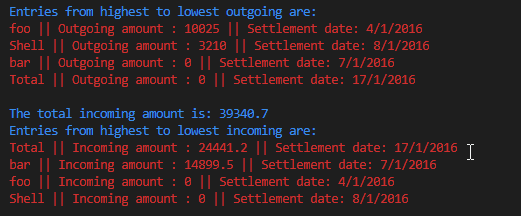 Entries from highest to lowest outgoing are:
foo || Outgoing amount : 10025 || Settlement date: 4/1/2016
Shell || Outgoing amount : 3210 || Settlement date: 8/1/2016
bar || Outgoing amount : 0 || Settlement date: 7/1/2016
Total || Outgoing amount : 0 || Settlement date: 17/1/2016
The total incoming amount is: 39340.7
Entries from highest to lowest incoming are:
Total || Incoming amount : 24441.2 || Settlement date: 17/1/2016
bar || Incoming amount : 14899.5 || Settlement date: 7/1/2016
foo || Incoming amount : 0 || Settlement date: 4/1/2016
Shell || Incoming amount : 0 || Settlement date: 8/1/2016